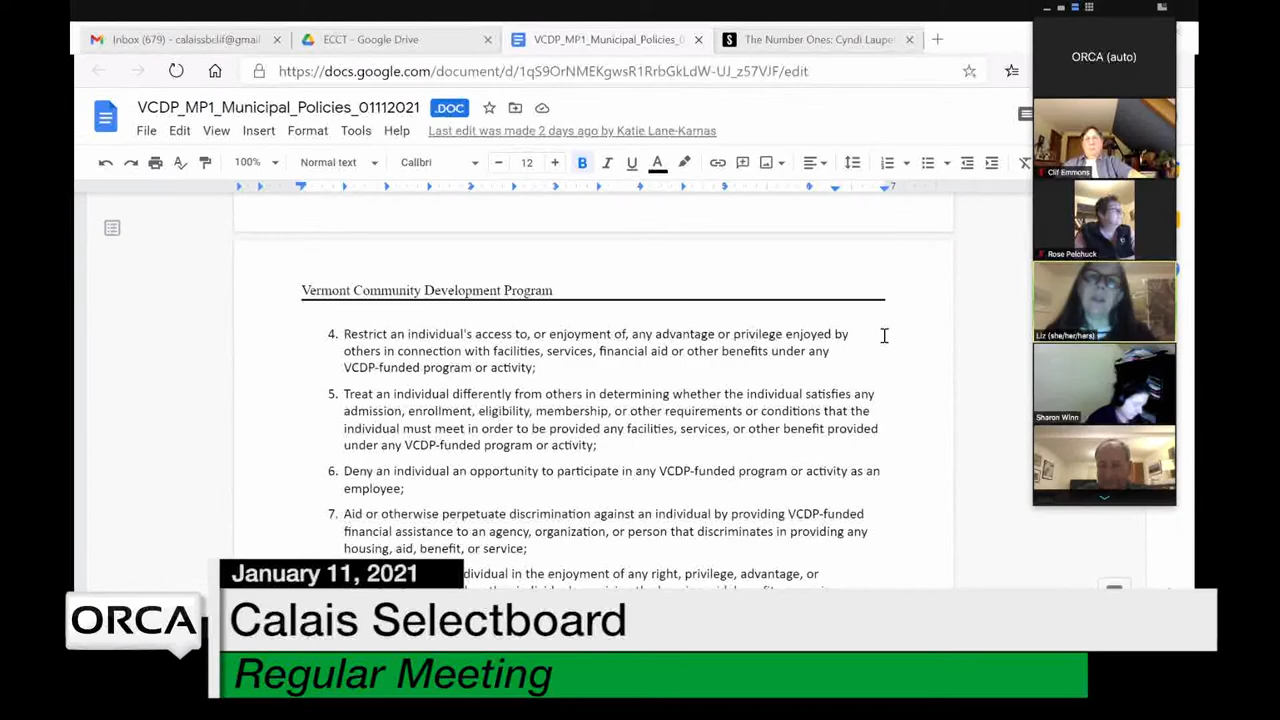 Inbox (679) - calaissbclif@gmail
ECCT - Google Drive
VCDP_MP1_Municipal_Policies_0
The Number Ones: Cyndi Lauper
https://docs.google.com/document/d/1qS9OrNMEKgwsR1RrbGkLdW-UJ_z57VJF/edit
VCDP_MP1_Municipal_Policies_01112021
.DOC
File Edit View Insert Format Tools Help
Last edit was made 2 days ago by Katie Lane-Karnas
100% Normal text Calibri 12 B I U A
1 2 3 4 5 6 7
Vermont Community Development Program
4. Restrict an individual's access to, or enjoyment of, any advantage or privilege enjoyed by
others in connection with facilities, services, financial aid or other benefits under any
VCDP-funded program or activity;
5. Treat an individual differently from others in determining whether the individual satisfies any
admission, enrollment, eligibility, membership, or other requirements or conditions that the
individual must meet in order to be provided any facilities, services, or other benefit provided
under any VCDP-funded program or activity;
6. Deny an individual an opportunity to participate in any VCDP-funded program or activity as an
employee;
7. Aid or otherwise perpetuate discrimination against an individual by providing VCDP-funded
financial assistance to an agency, organization, or person that discriminates in providing any
housing, aid, benefit, or service;
individual in the enjoyment of any right, privilege, advantage, or
ORCA (auto)
Clif Emmons
Rose Pelchuck
Liz (she/her/hers)
Sharon Winn
January 11, 2021
ORCA
Calais Selectboard
Regular Meeting